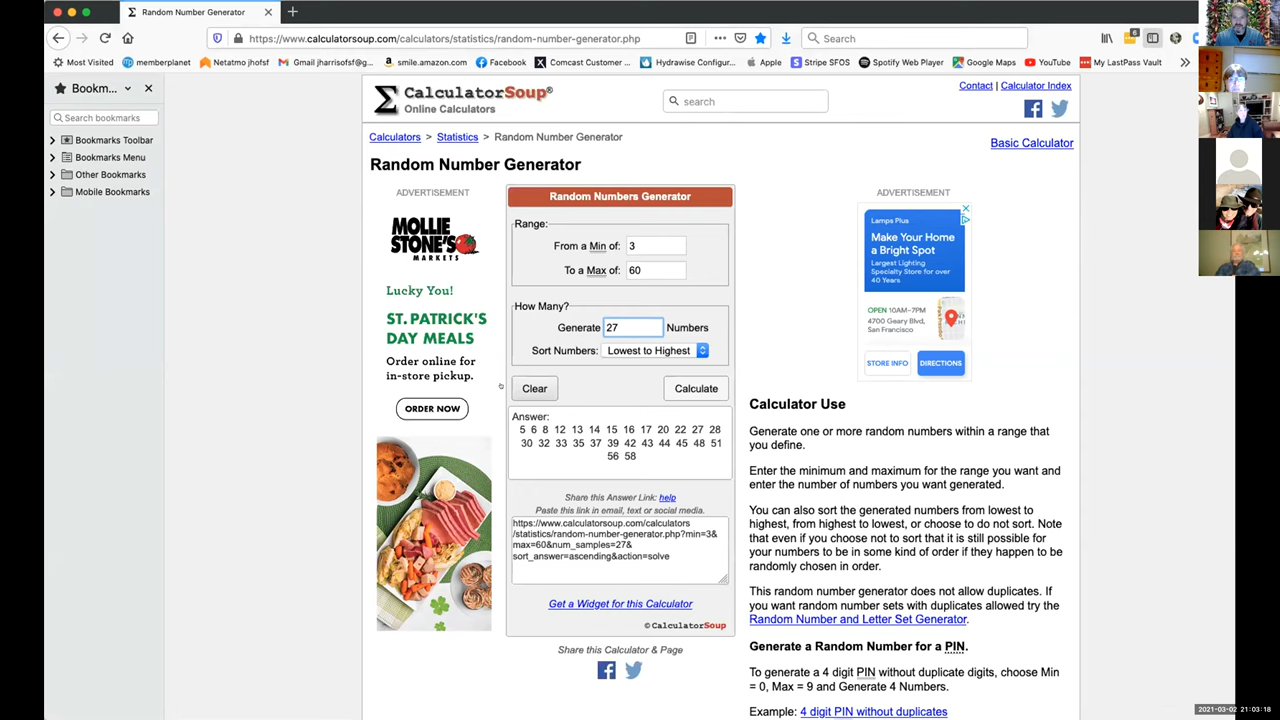 Random Number Generator
https://www.calculatorsoup.com/calculators/statistics/random-number-generator.php
Search
6
Most Visited
memberplanet
Netatmo jhofsf
Gmail jharrisofsf@g...
smile.amazon.com
Facebook
Comcast Customer ...
Hydrawise Configur...
Apple
Stripe SFOS
Spotify Web Player
Google Maps
YouTube
My LastPass Vault
Bookm...
Search bookmarks
Bookmarks Toolbar
Bookmarks Menu
Other Bookmarks
Mobile Bookmarks
CalculatorSoup®
Online Calculators
search
Contact | Calculator Index
Calculators > Statistics > Random Number Generator
Basic Calculator
Random Number Generator
ADVERTISEMENT
MOLLIE
STONE'S
MARKETS
Lucky You!
ST. PATRICK'S
DAY MEALS
Order online for
in-store pickup.
ORDER NOW
Random Numbers Generator
Range:
From a Min of: 3
To a Max of: 60
How Many?
Generate 27 Numbers
Sort Numbers: Lowest to Highest
Clear
Calculate
Answer:
5 6 8 12 13 14 15 16 17 20 22 27 28
30 32 33 35 37 39 42 43 44 45 48 51
56 58
Share this Answer Link: help
Paste this link in email, text or social media.
https://www.calculatorsoup.com/calculators
/statistics/random-number-generator.php?min=3&
max=60&num_samples=27&
sort_answer=ascending&action=solve
Get a Widget for this Calculator
© CalculatorSoup
Share this Calculator & Page
ADVERTISEMENT
Lamps Plus
Make Your Home
a Bright Spot
Largest Lighting
Specialty Store for over
40 Years
OPEN 10AM–7PM
4700 Geary Blvd,
San Francisco
STORE INFO
DIRECTIONS
Calculator Use
Generate one or more random numbers within a range that
you define.
Enter the minimum and maximum for the range you want and
enter the number of numbers you want generated.
You can also sort the generated numbers from lowest to
highest, from highest to lowest, or choose to do not sort. Note
that even if you choose not to sort that it is still possible for
your numbers to be in some kind of order if they happen to be
randomly chosen in order.
This random number generator does not allow duplicates. If
you want random number sets with duplicates allowed try the
Random Number and Letter Set Generator.
Generate a Random Number for a PIN.
To generate a 4 digit PIN without duplicate digits, choose Min
= 0, Max = 9 and Generate 4 Numbers.
Example: 4 digit PIN without duplicates
2021-03-02 21:03:18